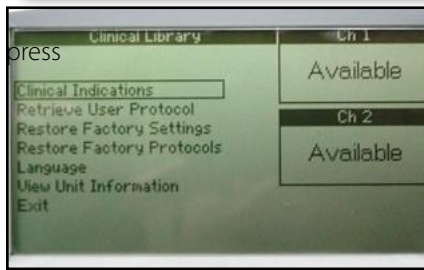 Clinical Library
press
Clinical Indications
Retrieve User Protocol
Restore Factory Settings
Restore Factory Protocols
Language
View Unit Information
Exit
Ch 1
Available
Ch 2
Available